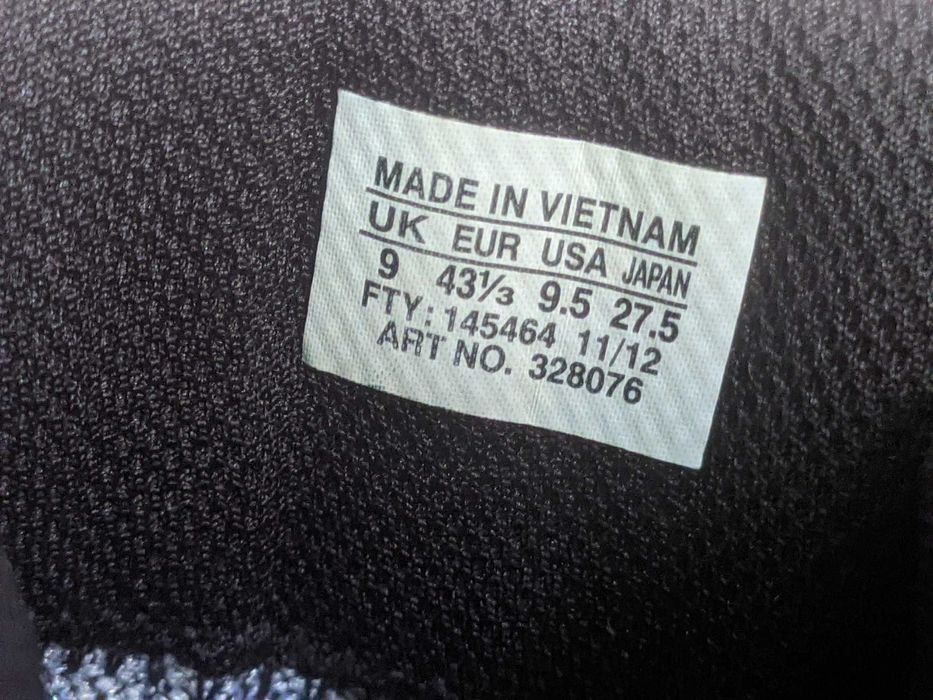 MADE IN VIETNAM
UK EUR USA JAPAN
9 43⅓ 9.5 27.5
FTY: 145464 11/12
ART NO. 328076